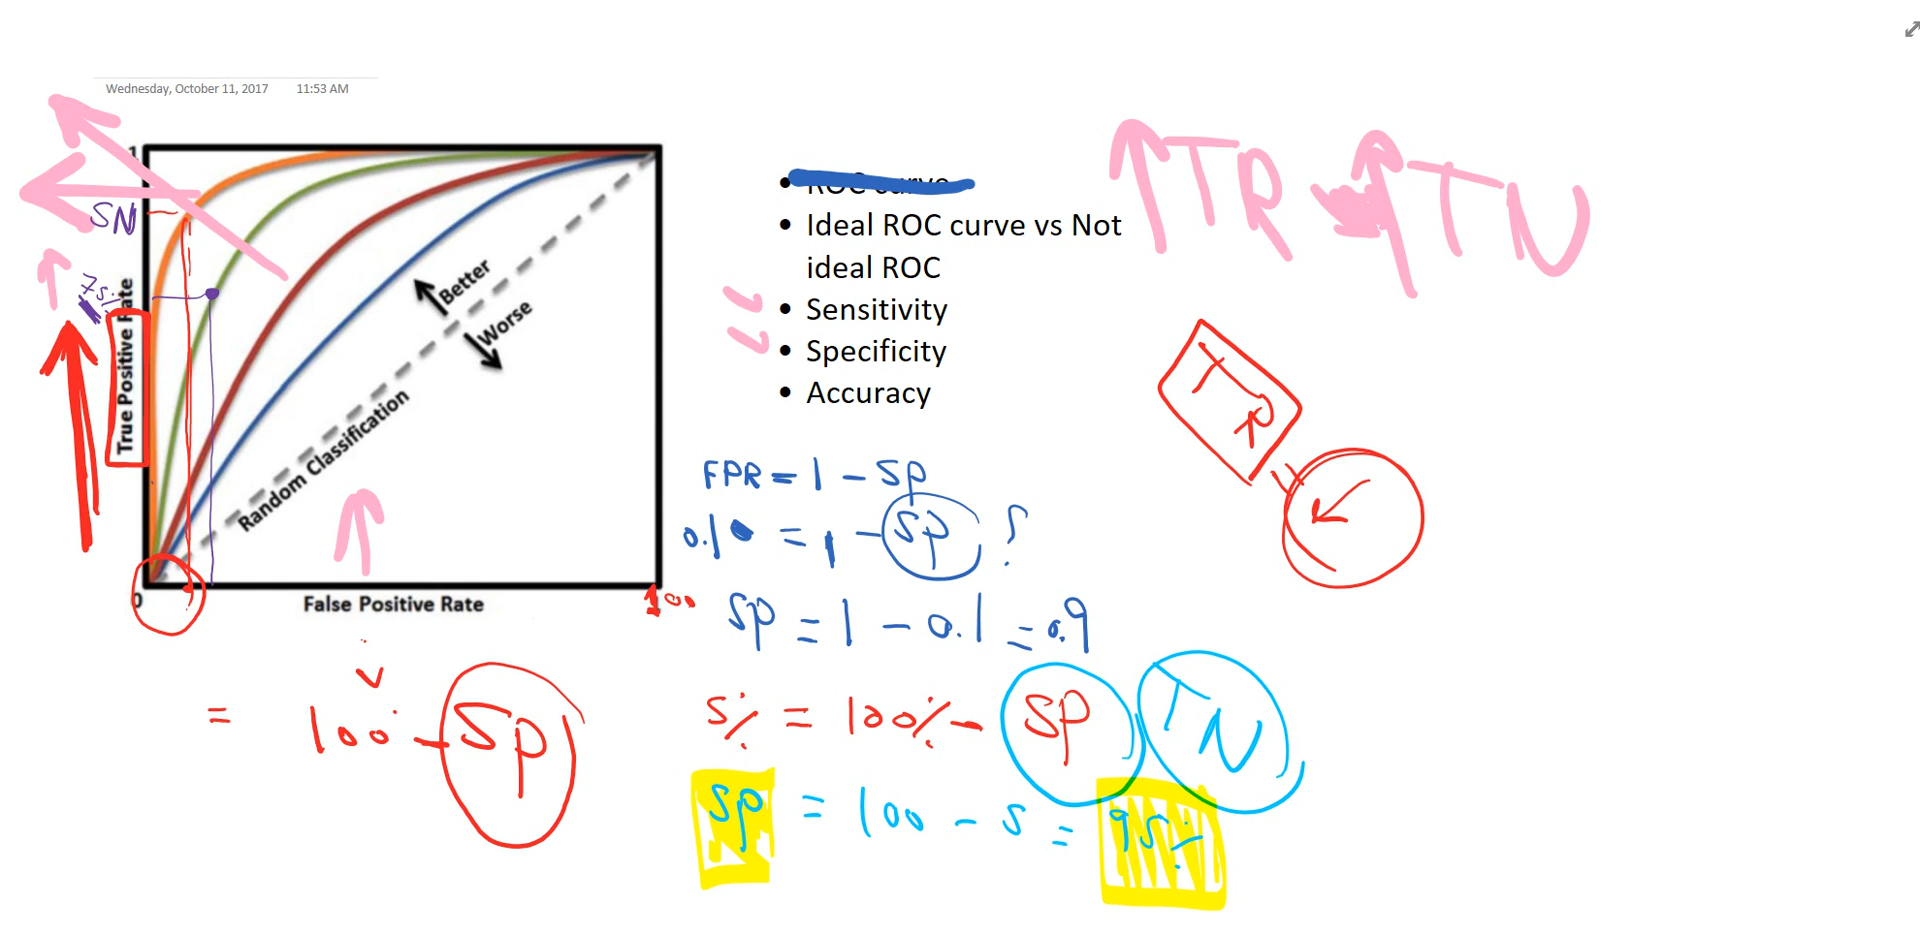 Wednesday, October 11, 2017 11:53 AM
↑TR ↑TN
1
SN
True Positive Rate
Better
Worse
Random Classification
0
False Positive Rate
100
• Ideal ROC curve vs Not
ideal ROC
• Sensitivity
• Specificity
• Accuracy
TP
FPR = 1 - Sp
0.1 = 1 - Sp ?
Sp = 1 - 0.1 = 0.9
= 100 - Sp
5% = 100% - SP TN
Sp = 100 - 5 = 95%